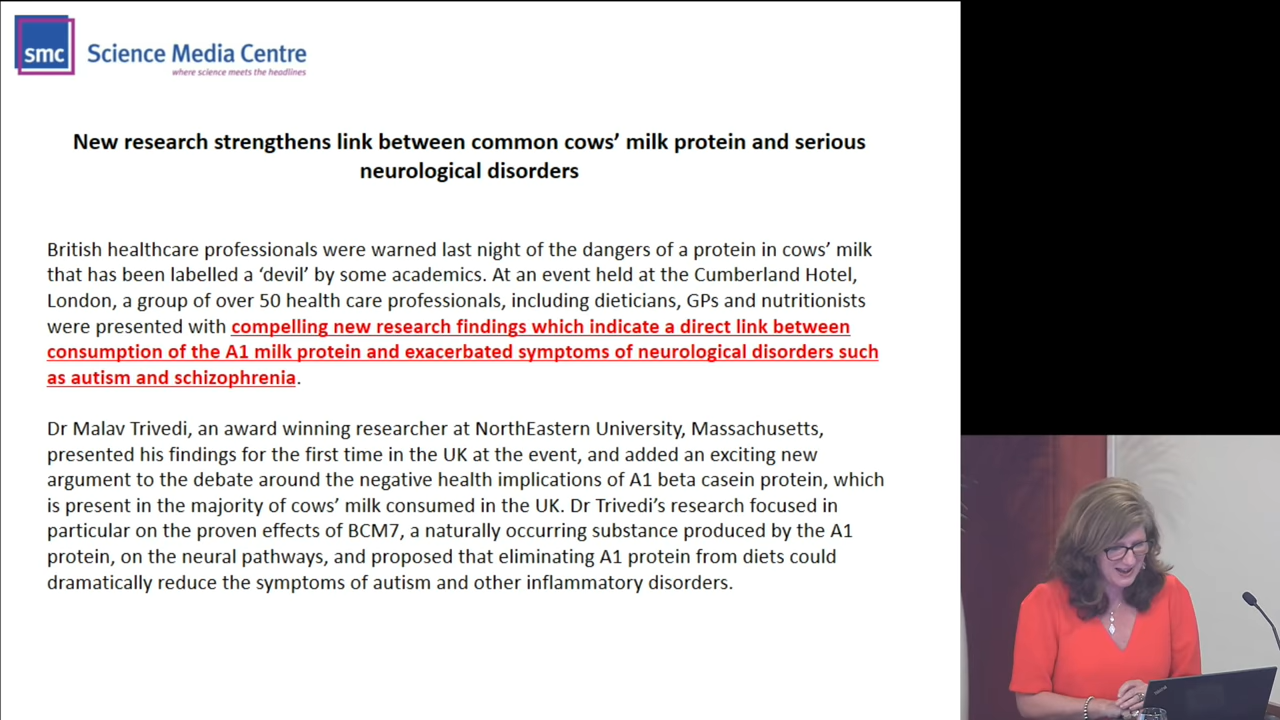 smc
Science Media Centre
where science meets the headlines
New research strengthens link between common cows’ milk protein and serious
neurological disorders
British healthcare professionals were warned last night of the dangers of a protein in cows’ milk
that has been labelled a ‘devil’ by some academics. At an event held at the Cumberland Hotel,
London, a group of over 50 health care professionals, including dieticians, GPs and nutritionists
were presented with compelling new research findings which indicate a direct link between
consumption of the A1 milk protein and exacerbated symptoms of neurological disorders such
as autism and schizophrenia.
Dr Malav Trivedi, an award winning researcher at NorthEastern University, Massachusetts,
presented his findings for the first time in the UK at the event, and added an exciting new
argument to the debate around the negative health implications of A1 beta casein protein, which
is present in the majority of cows’ milk consumed in the UK. Dr Trivedi’s research focused in
particular on the proven effects of BCM7, a naturally occurring substance produced by the A1
protein, on the neural pathways, and proposed that eliminating A1 protein from diets could
dramatically reduce the symptoms of autism and other inflammatory disorders.